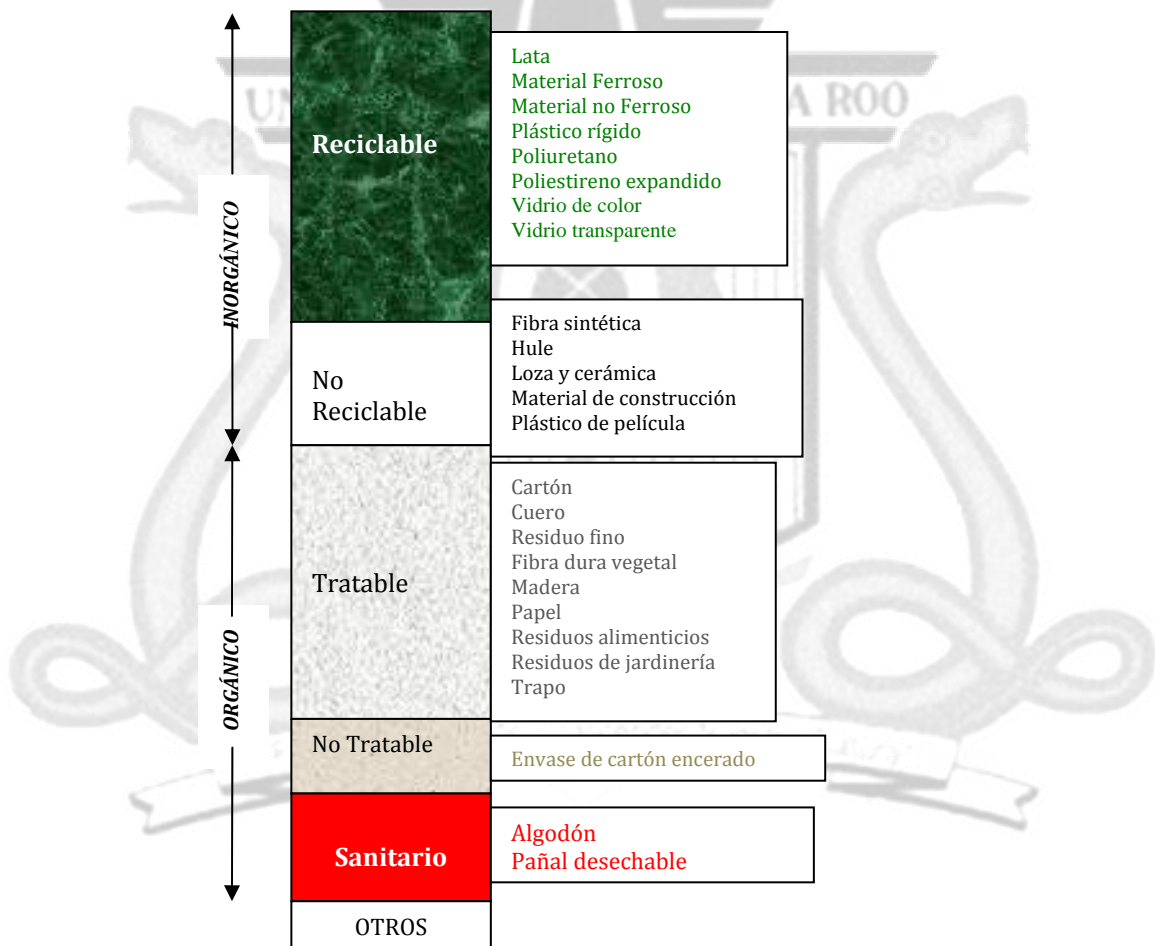 INORGÁNICO
Reciclable
Lata
Material Ferroso
Material no Ferroso
Plástico rígido
Poliuretano
Poliestireno expandido
Vidrio de color
Vidrio transparente
No
Reciclable
Fibra sintética
Hule
Loza y cerámica
Material de construcción
Plástico de película
ORGÁNICO
Tratable
Cartón
Cuero
Residuo fino
Fibra dura vegetal
Madera
Papel
Residuos alimenticios
Residuos de jardinería
Trapo
No Tratable
Envase de cartón encerado
Sanitario
Algodón
Pañal desechable
OTROS
A ROO